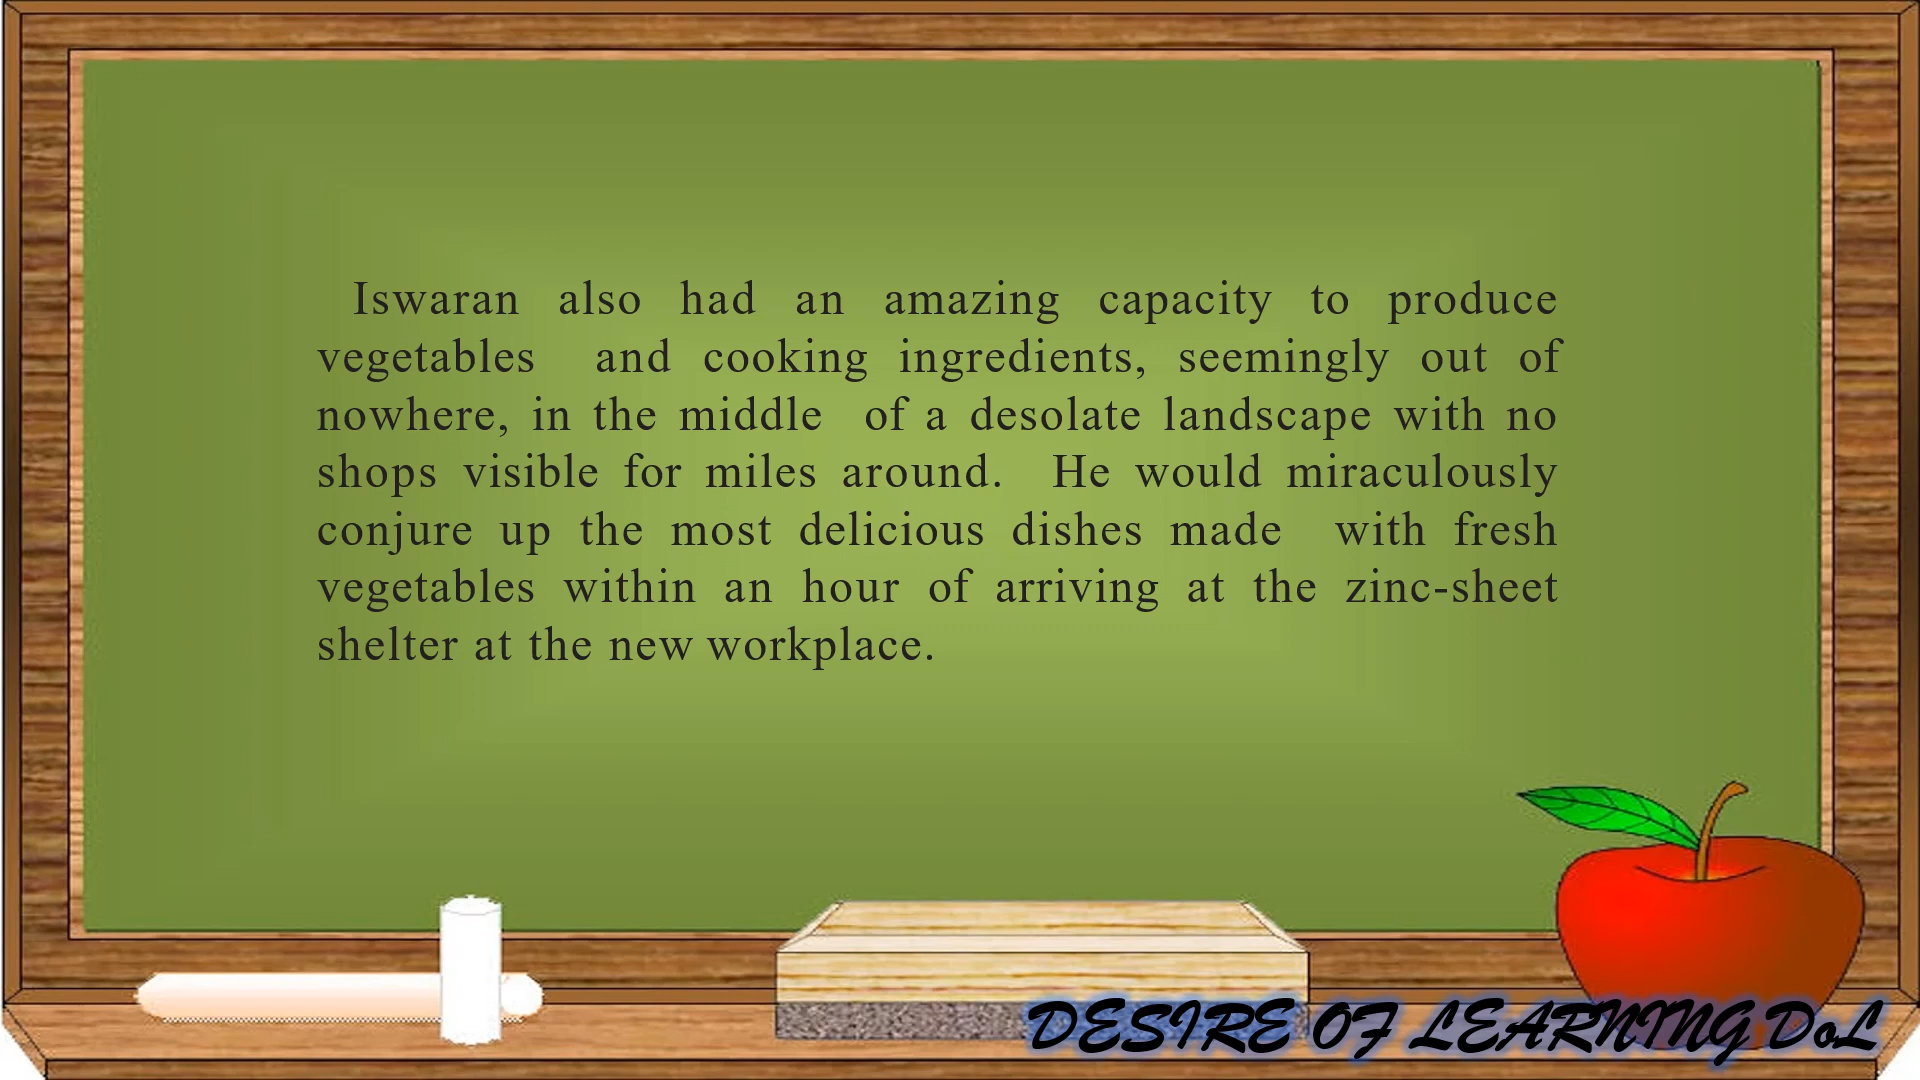 Iswaran also had an amazing capacity to produce
vegetables and cooking ingredients, seemingly out of
nowhere, in the middle of a desolate landscape with no
shops visible for miles around. He would miraculously
conjure up the most delicious dishes made with fresh
vegetables within an hour of arriving at the zinc-sheet
shelter at the new workplace.
DESIRE OF LEARNING DoL